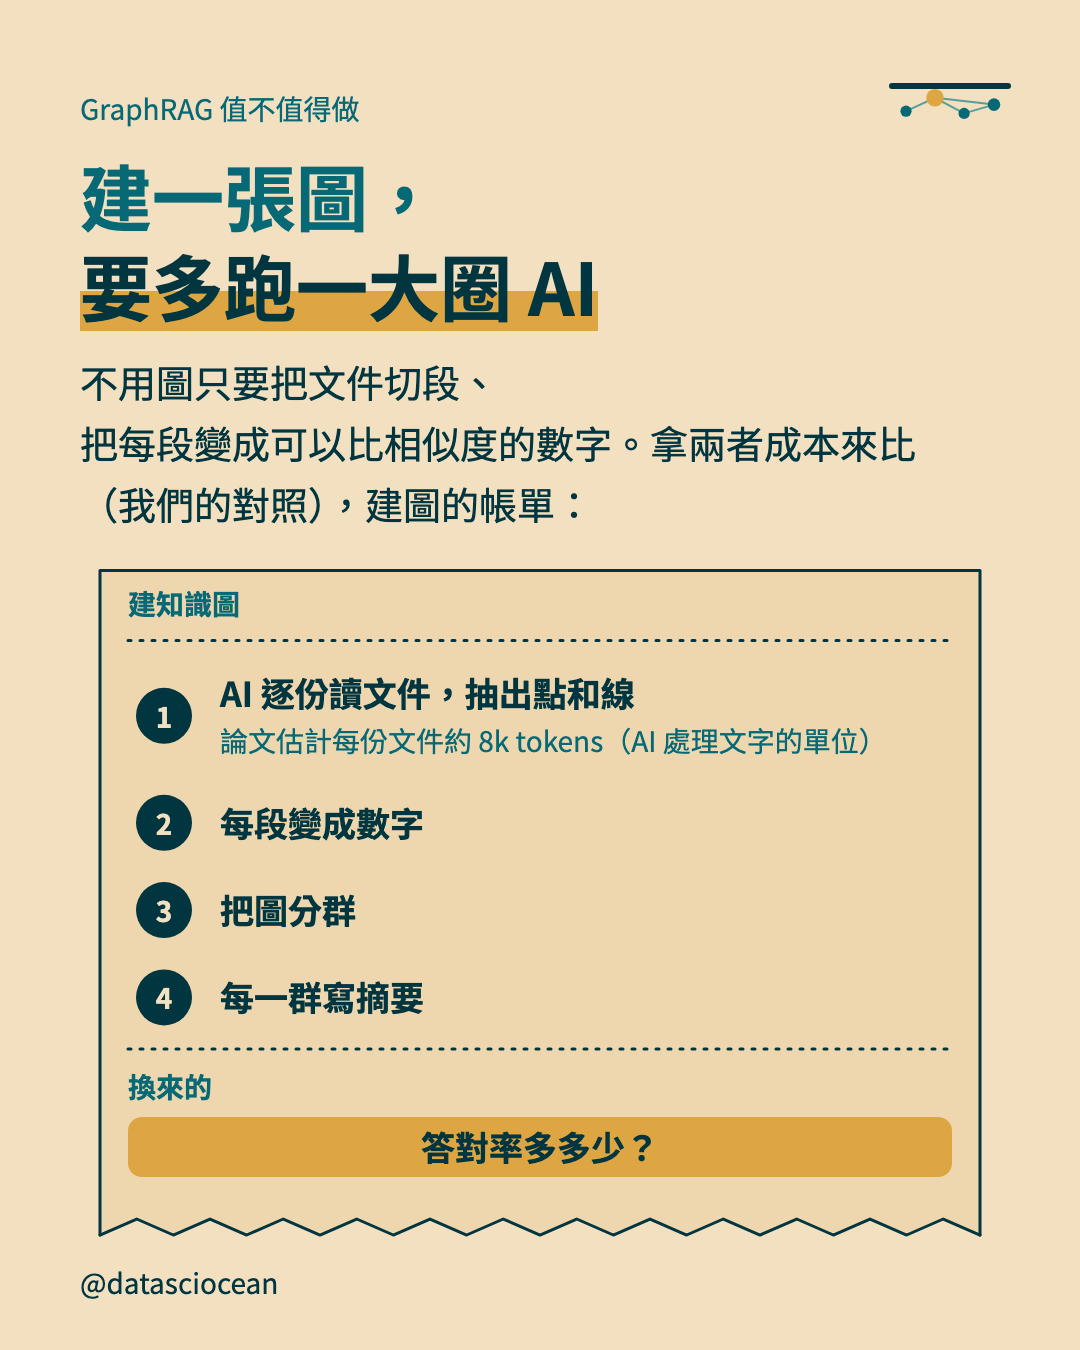 GraphRAG 值不值得做
建一張圖，
要多跑一大圈 AI
不用圖只要把文件切段、
把每段變成可以比相似度的數字。拿兩者成本來比
（我們的對照），建圖的帳單：
建知識圖
1 AI 逐份讀文件，抽出點和線
論文估計每份文件約 8k tokens（AI 處理文字的單位）
2 每段變成數字
3 把圖分群
4 每一群寫摘要
換來的
答對率多多少？
@datasciocean